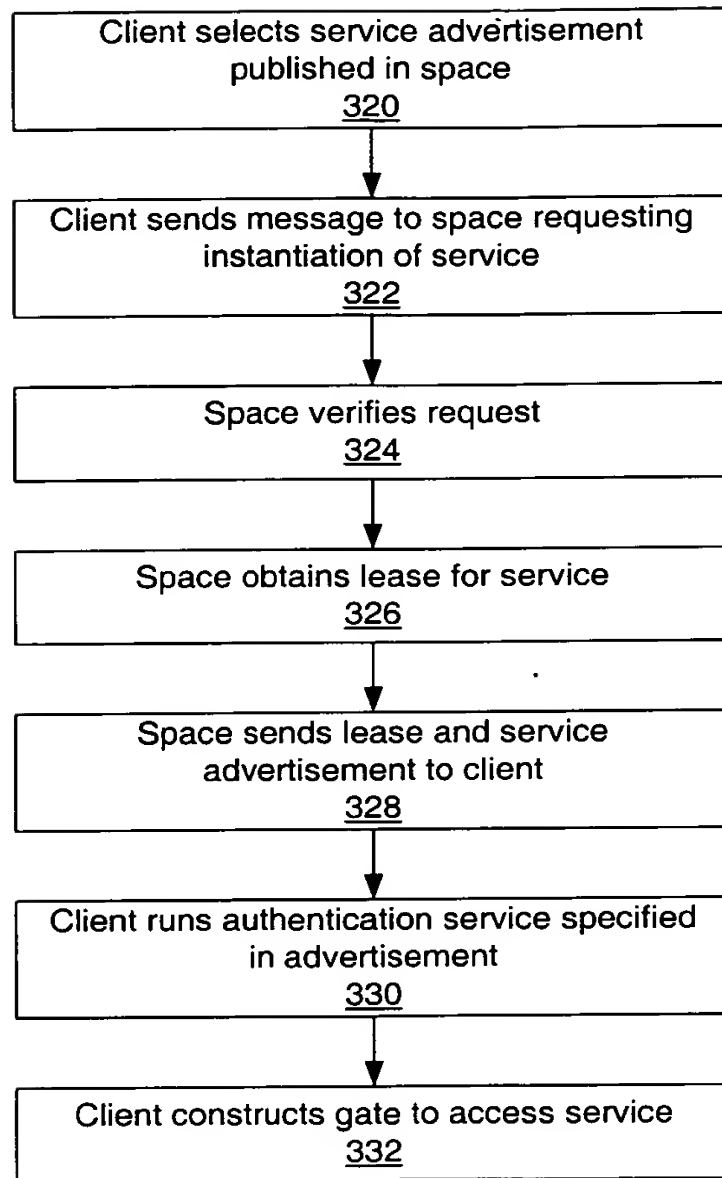 Client selects service advertisement
published in space
320
Client sends message to space requesting
instantiation of service
322
Space verifies request
324
Space obtains lease for service
326
Space sends lease and service
advertisement to client
328
Client runs authentication service specified
in advertisement
330
Client constructs gate to access service
332